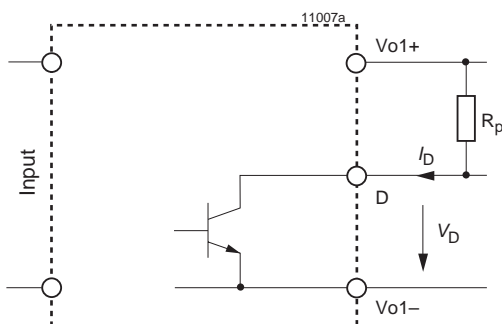 11007a
Vo1+
Rp
Input
ID
D
VD
Vo1–